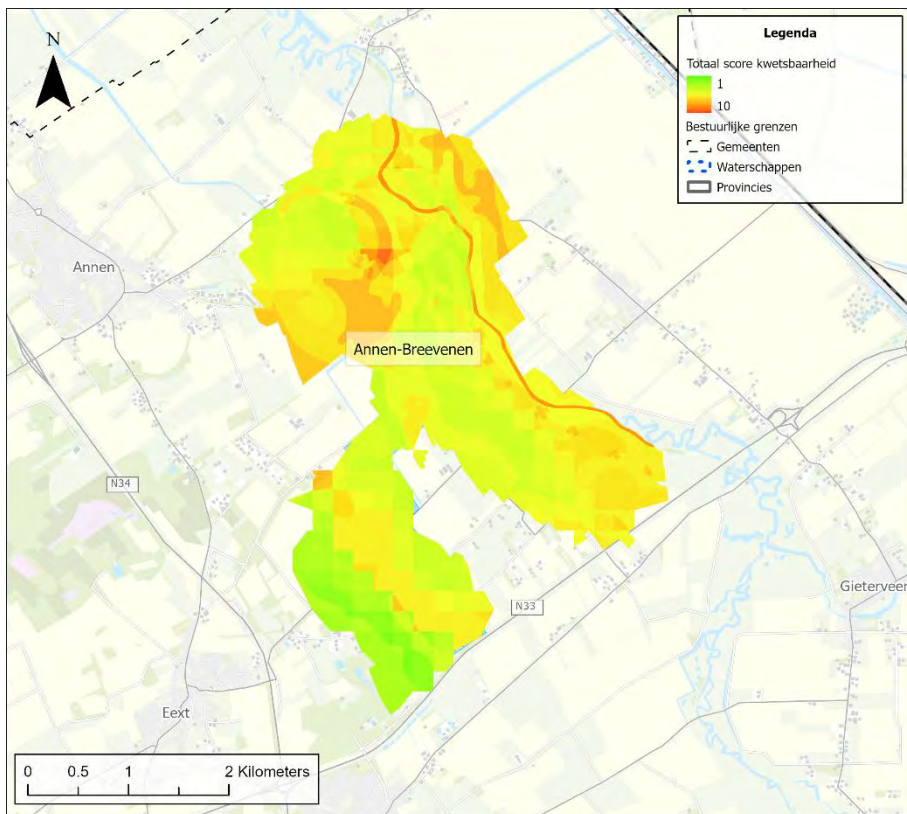 N
Legenda
Totaal score kwetsbaarheid
1
10
Bestuurlijke grenzen
Gemeenten
Waterschappen
Provincies
Annen
Annen-Breevenen
N34
N33
Gieterveen
Eext
0 0.5 1 2 Kilometers